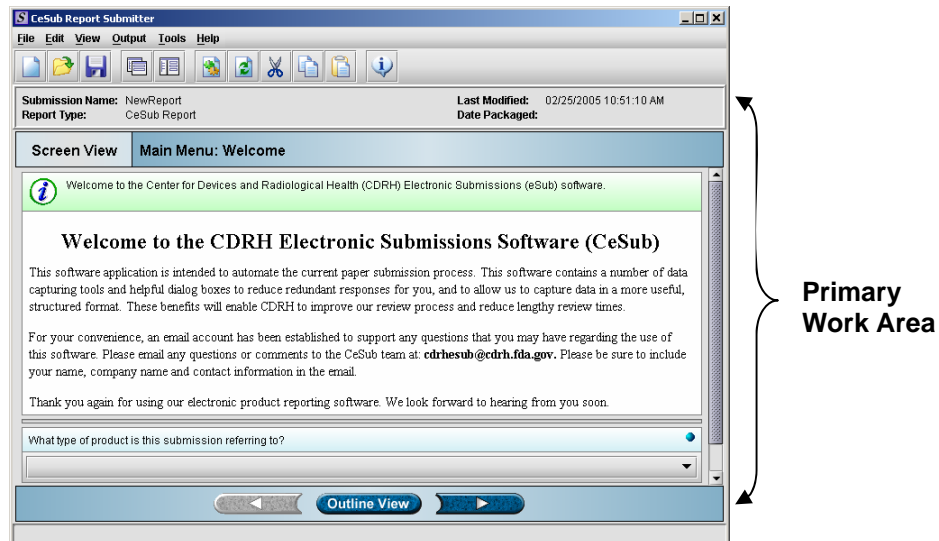 CeSub Report Submitter
File Edit View Output Tools Help
Submission Name: NewReport Last Modified: 02/25/2005 10:51:10 AM
Report Type: CeSub Report Date Packaged:
Screen View Main Menu: Welcome
Welcome to the Center for Devices and Radiological Health (CDRH) Electronic Submissions (eSub) software.
Welcome to the CDRH Electronic Submissions Software (CeSub)
This software application is intended to automate the current paper submission process. This software contains a number of data
capturing tools and helpful dialog boxes to reduce redundant responses for you, and to allow us to capture data in a more useful,
structured format. These benefits will enable CDRH to improve our review process and reduce lengthy review times.
For your convenience, an email account has been established to support any questions that you may have regarding the use of
this software. Please email any questions or comments to the CeSub team at: cdrhesub@cdrh.fda.gov. Please be sure to include
your name, company name and contact information in the email.
Thank you again for using our electronic product reporting software. We look forward to hearing from you soon.
What type of product is this submission referring to?
Outline View
Primary
Work Area